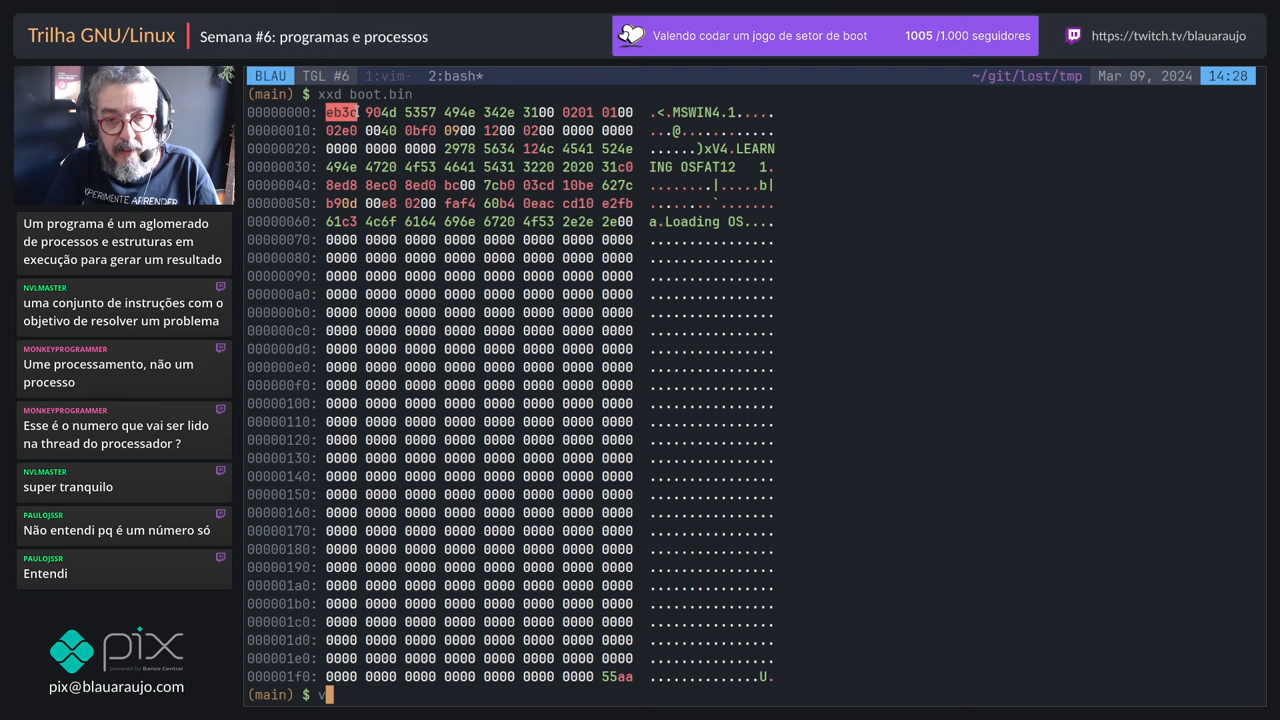 Trilha GNU/Linux
Semana #6: programas e processos
Valendo codar um jogo de setor de boot
1005 /1.000 seguidores
https://twitch.tv/blauaraujo
Um programa é um aglomerado
de processos e estruturas em
execução para gerar um resultado
NVLMASTER
uma conjunto de instruções com o
objetivo de resolver um problema
MONKEYPROGRAMMER
Ume processamento, não um
processo
MONKEYPROGRAMMER
Esse é o numero que vai ser lido
na thread do processador ?
NVLMASTER
super tranquilo
PAULOJSSR
Não entendi pq é um número só
PAULOJSSR
Entendi
pix
powered by Banco Central
pix@blauaraujo.com
BLAU TGL #6 1:vim- 2:bash* ~/git/lost/tmp Mar 09, 2024 14:28
(main) $ xxd boot.bin
00000000: eb3c 904d 5357 494e 342e 3100 0201 0100 .<.MSWIN4.1.....
00000010: 02e0 0040 0bf0 0900 1200 0200 0000 0000 ...@............
00000020: 0000 0000 0000 2978 5634 124c 4541 524e ......)xV4.LEARN
00000030: 494e 4720 4f53 4641 5431 3220 2020 31c0 ING OSFAT12   1.
00000040: 8ed8 8ec0 8ed0 bc00 7cb0 03cd 10be 627c ........|.....b|
00000050: b90d 00e8 0200 faf4 60b4 0eac cd10 e2fb ........`.......
00000060: 61c3 4c6f 6164 696e 6720 4f53 2e2e 2e00 a.Loading OS....
00000070: 0000 0000 0000 0000 0000 0000 0000 0000 ................
00000080: 0000 0000 0000 0000 0000 0000 0000 0000 ................
00000090: 0000 0000 0000 0000 0000 0000 0000 0000 ................
000000a0: 0000 0000 0000 0000 0000 0000 0000 0000 ................
000000b0: 0000 0000 0000 0000 0000 0000 0000 0000 ................
000000c0: 0000 0000 0000 0000 0000 0000 0000 0000 ................
000000d0: 0000 0000 0000 0000 0000 0000 0000 0000 ................
000000e0: 0000 0000 0000 0000 0000 0000 0000 0000 ................
000000f0: 0000 0000 0000 0000 0000 0000 0000 0000 ................
00000100: 0000 0000 0000 0000 0000 0000 0000 0000 ................
00000110: 0000 0000 0000 0000 0000 0000 0000 0000 ................
00000120: 0000 0000 0000 0000 0000 0000 0000 0000 ................
00000130: 0000 0000 0000 0000 0000 0000 0000 0000 ................
00000140: 0000 0000 0000 0000 0000 0000 0000 0000 ................
00000150: 0000 0000 0000 0000 0000 0000 0000 0000 ................
00000160: 0000 0000 0000 0000 0000 0000 0000 0000 ................
00000170: 0000 0000 0000 0000 0000 0000 0000 0000 ................
00000180: 0000 0000 0000 0000 0000 0000 0000 0000 ................
00000190: 0000 0000 0000 0000 0000 0000 0000 0000 ................
000001a0: 0000 0000 0000 0000 0000 0000 0000 0000 ................
000001b0: 0000 0000 0000 0000 0000 0000 0000 0000 ................
000001c0: 0000 0000 0000 0000 0000 0000 0000 0000 ................
000001d0: 0000 0000 0000 0000 0000 0000 0000 0000 ................
000001e0: 0000 0000 0000 0000 0000 0000 0000 0000 ................
000001f0: 0000 0000 0000 0000 0000 0000 0000 55aa ..............U.
(main) $ v